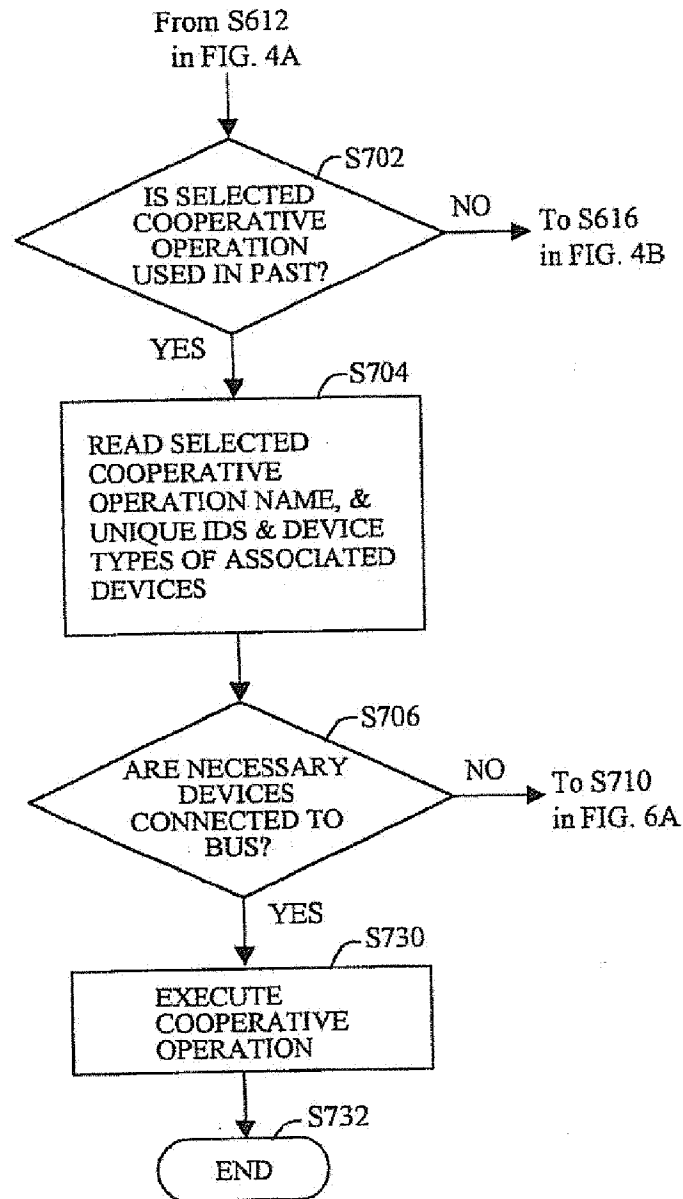 From S612
in FIG. 4A
S702
IS SELECTED
COOPERATIVE
OPERATION
USED IN PAST?
NO
To S616
in FIG. 4B
YES
S704
READ SELECTED
COOPERATIVE
OPERATION NAME, &
UNIQUE IDS & DEVICE
TYPES OF ASSOCIATED
DEVICES
S706
ARE NECESSARY
DEVICES
CONNECTED TO
BUS?
NO
To S710
in FIG. 6A
YES
S730
EXECUTE
COOPERATIVE
OPERATION
S732
END